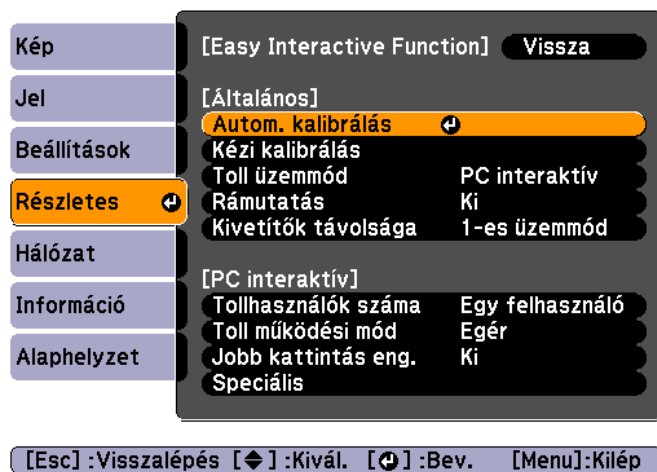 Kép
Jel
Beállítások
Részletes
Hálózat
Információ
Alaphelyzet
[Easy Interactive Function] Vissza
[Általános]
Autom. kalibrálás
Kézi kalibrálás
Toll üzemmód PC interaktív
Rámutatás Ki
Kivetítők távolsága 1-es üzemmód
[PC interaktív]
Tollhasználók száma Egy felhasználó
Toll működési mód Egér
Jobb kattintás eng. Ki
Speciális
[Esc] :Visszalépés [◆] :Kivál. [⏎] :Bev. [Menu]:Kilép